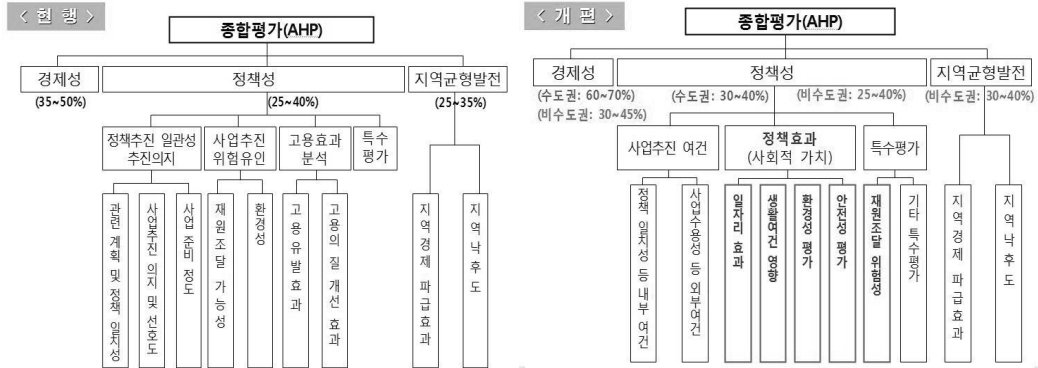 < 현 행 >
종합평가(AHP)
경제성
정책성
지역균형발전
(35~50%)
(25~40%)
(25~35%)
정책추진 일관성
추진의지
사업추진
위험유인
고용효과
분석
특수
평가
관련 계획 및 정책 일치성
사업추진 의지 및 선호도
사업 준비 정도
재원조달 가능성
환경성
고용유발효과
고용의 질 개선 효과
지역경제 파급효과
지역낙후도
< 개 편 >
종합평가(AHP)
경제성
정책성
지역균형발전
(수도권: 60~70%)
(비수도권: 30~45%)
(수도권: 30~40%)
(비수도권: 25~40%)
(비수도권: 30~40%)
사업추진 여건
정책효과
(사회적 가치)
특수평가
정책 일치성 등 내부여건
사업수용성 등 외부여건
일자리 효과
생활여건 영향
환경성 평가
안전성 평가
재원조달 위험성
기타 특수평가
지역경제 파급효과
지역낙후도